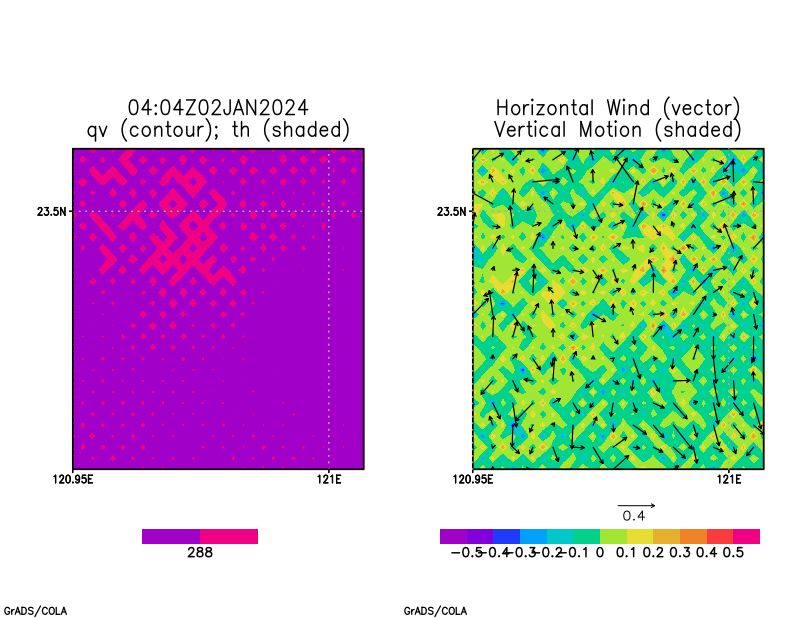 04:04Z02JAN2024
qv (contour); th (shaded)
23.5N
120.95E 121E
288
Horizontal Wind (vector)
Vertical Motion (shaded)
23.5N
120.95E 121E
0.4
-0.5 -0.4 -0.3 -0.2 -0.1 0 0.1 0.2 0.3 0.4 0.5
GrADS/COLA GrADS/COLA